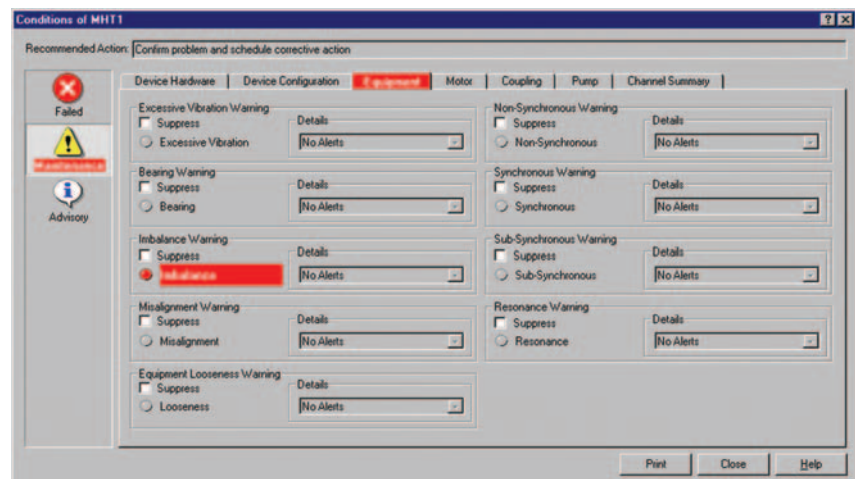 Conditions of MHT1
Recommended Action: Confirm problem and schedule corrective action
Failed
Maintenance
Advisory
Device Hardware Device Configuration Equipment Motor Coupling Pump Channel Summary
Excessive Vibration Warning
Suppress
Excessive Vibration
Details
No Alerts
Non-Synchronous Warning
Suppress
Non-Synchronous
Details
No Alerts
Bearing Warning
Suppress
Bearing
Details
No Alerts
Synchronous Warning
Suppress
Synchronous
Details
No Alerts
Imbalance Warning
Suppress
Imbalance
Details
No Alerts
Sub-Synchronous Warning
Suppress
Sub-Synchronous
Details
No Alerts
Misalignment Warning
Suppress
Misalignment
Details
No Alerts
Resonance Warning
Suppress
Resonance
Details
No Alerts
Equipment Looseness Warning
Suppress
Looseness
Details
No Alerts
Print Close Help